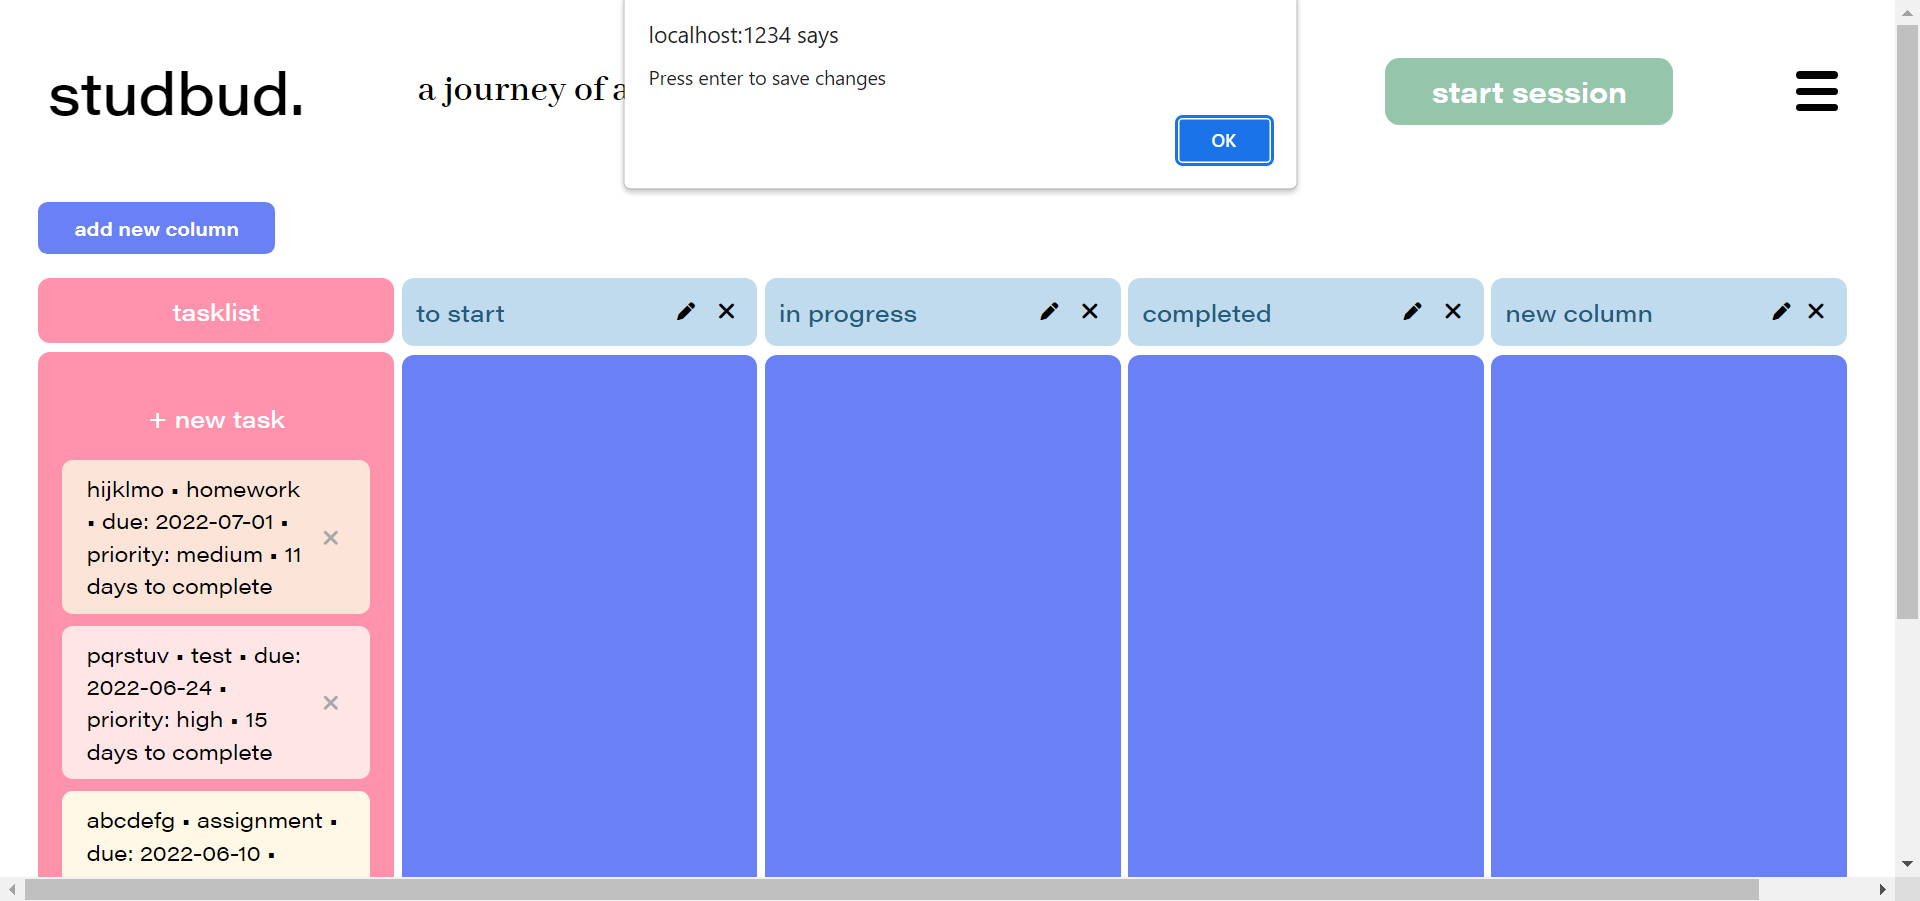 localhost:1234 says
Press enter to save changes
OK
studbud.
a journey of a
start session
add new column
tasklist
to start
in progress
completed
new column
+ new task
hijklmo ▪ homework
▪ due: 2022-07-01 ▪
priority: medium ▪ 11
days to complete
pqrstuv ▪ test ▪ due:
2022-06-24 ▪
priority: high ▪ 15
days to complete
abcdefg ▪ assignment ▪
due: 2022-06-10 ▪